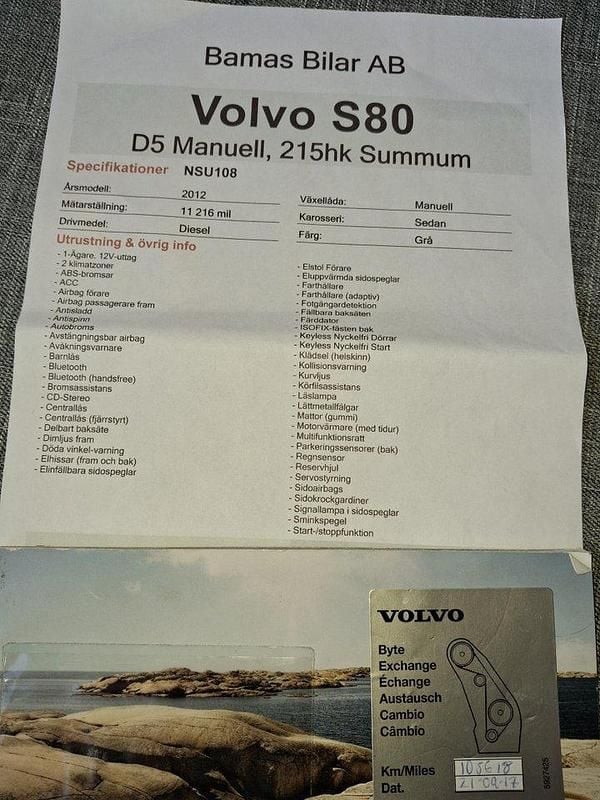 Bamas Bilar AB
Volvo S80
D5 Manuell, 215hk Summum
Specifikationer NSU108
Årsmodell: 2012
Mätarställning: 11 216 mil
Drivmedel: Diesel
Växellåda: Manuell
Karosseri: Sedan
Färg: Grå
Utrustning & övrig info
- 1-Ägare. 12V-uttag
- 2 klimatzoner
- ABS-bromsar
- ACC
- Airbag förare
- Airbag passagerare fram
- Antisladd
- Antispinn
- Autobroms
- Avstängningsbar airbag
- Avåkningsvarnare
- Barnlås
- Bluetooth
- Bluetooth (handsfree)
- Bromsassistans
- CD-Stereo
- Centrallås
- Centrallås (fjärrstyrt)
- Delbart baksäte
- Dimljus fram
- Döda vinkel-varning
- Elhissar (fram och bak)
- Elinfällbara sidospeglar
- Elstol Förare
- Eluppvärmda sidospeglar
- Farthållare
- Farthållare (adaptiv)
- Fotgängardetektion
- Fällbara baksäten
- Färddator
- ISOFIX-fästen bak
- Keyless Nyckelfri Dörrar
- Keyless Nyckelfri Start
- Klädsel (helskinn)
- Kollisionsvarning
- Kurvljus
- Körfilsassistans
- Läslampa
- Lättmetallfälgar
- Mattor (gummi)
- Motorvärmare (med tidur)
- Multifunktionsratt
- Parkeringssensorer (bak)
- Regnsensor
- Reservhjul
- Servostyrning
- Sidoairbags
- Sidokrockgardiner
- Signallampa i sidospeglar
- Sminkspegel
- Start-/stoppfunktion
VOLVO
Byte
Exchange
Échange
Austausch
Cambio
Câmbio
Km/Miles 108618
Dat. 21-09-17
6927425